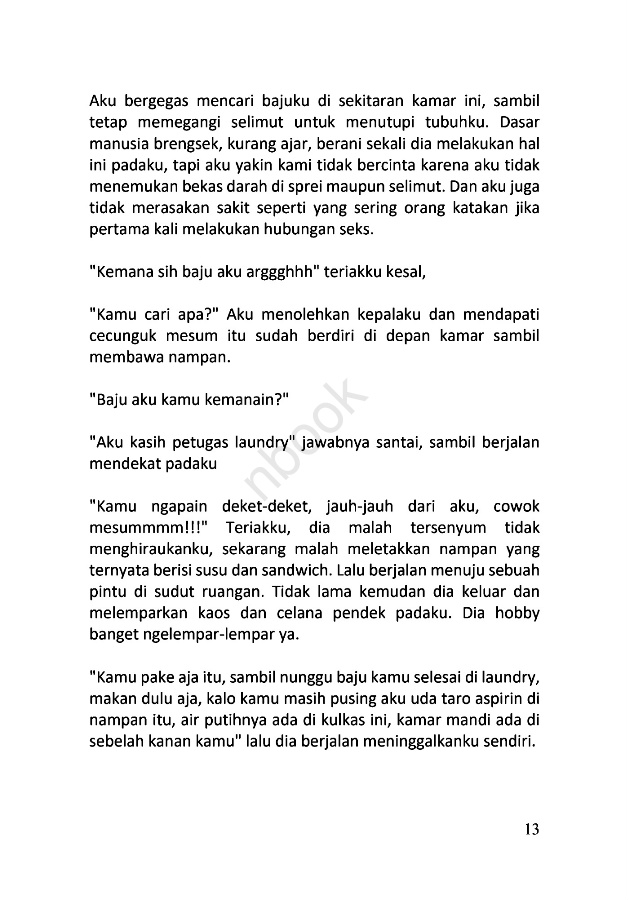 Aku bergegas mencari bajuku di sekitaran kamar ini, sambil
tetap memegangi selimut untuk menutupi tubuhku. Dasar
manusia brengsek, kurang ajar, berani sekali dia melakukan hal
ini padaku, tapi aku yakin kami tidak bercinta karena aku tidak
menemukan bekas darah di sprei maupun selimut. Dan aku juga
tidak merasakan sakit seperti yang sering orang katakan jika
pertama kali melakukan hubungan seks.
"Kemana sih baju aku arggghhh" teriakku kesal,
"Kamu cari apa?" Aku menolehkan kepalaku dan mendapati
cecunguk mesum itu sudah berdiri di depan kamar sambil
membawa nampan.
"Baju aku kamu kemanain?"
"Aku kasih petugas laundry" jawabnya santai, sambil berjalan
mendekat padaku
"Kamu ngapain deket-deket, jauh-jauh dari aku, cowok
mesummmm!!!" Teriakku, dia malah tersenyum tidak
menghiraukanku, sekarang malah meletakkan nampan yang
ternyata berisi susu dan sandwich. Lalu berjalan menuju sebuah
pintu di sudut ruangan. Tidak lama kemudian dia keluar dan
melemparkan kaos dan celana pendek padaku. Dia hobby
banget ngelempar-lempar ya.
"Kamu pake aja itu, sambil nunggu baju kamu selesai di laundry,
makan dulu aja, kalo kamu masih pusing aku uda taro aspirin di
nampan itu, air putihnya ada di kulkas ini, kamar mandi ada di
sebelah kanan kamu" lalu dia berjalan meninggalkanku sendiri.
nbook
13